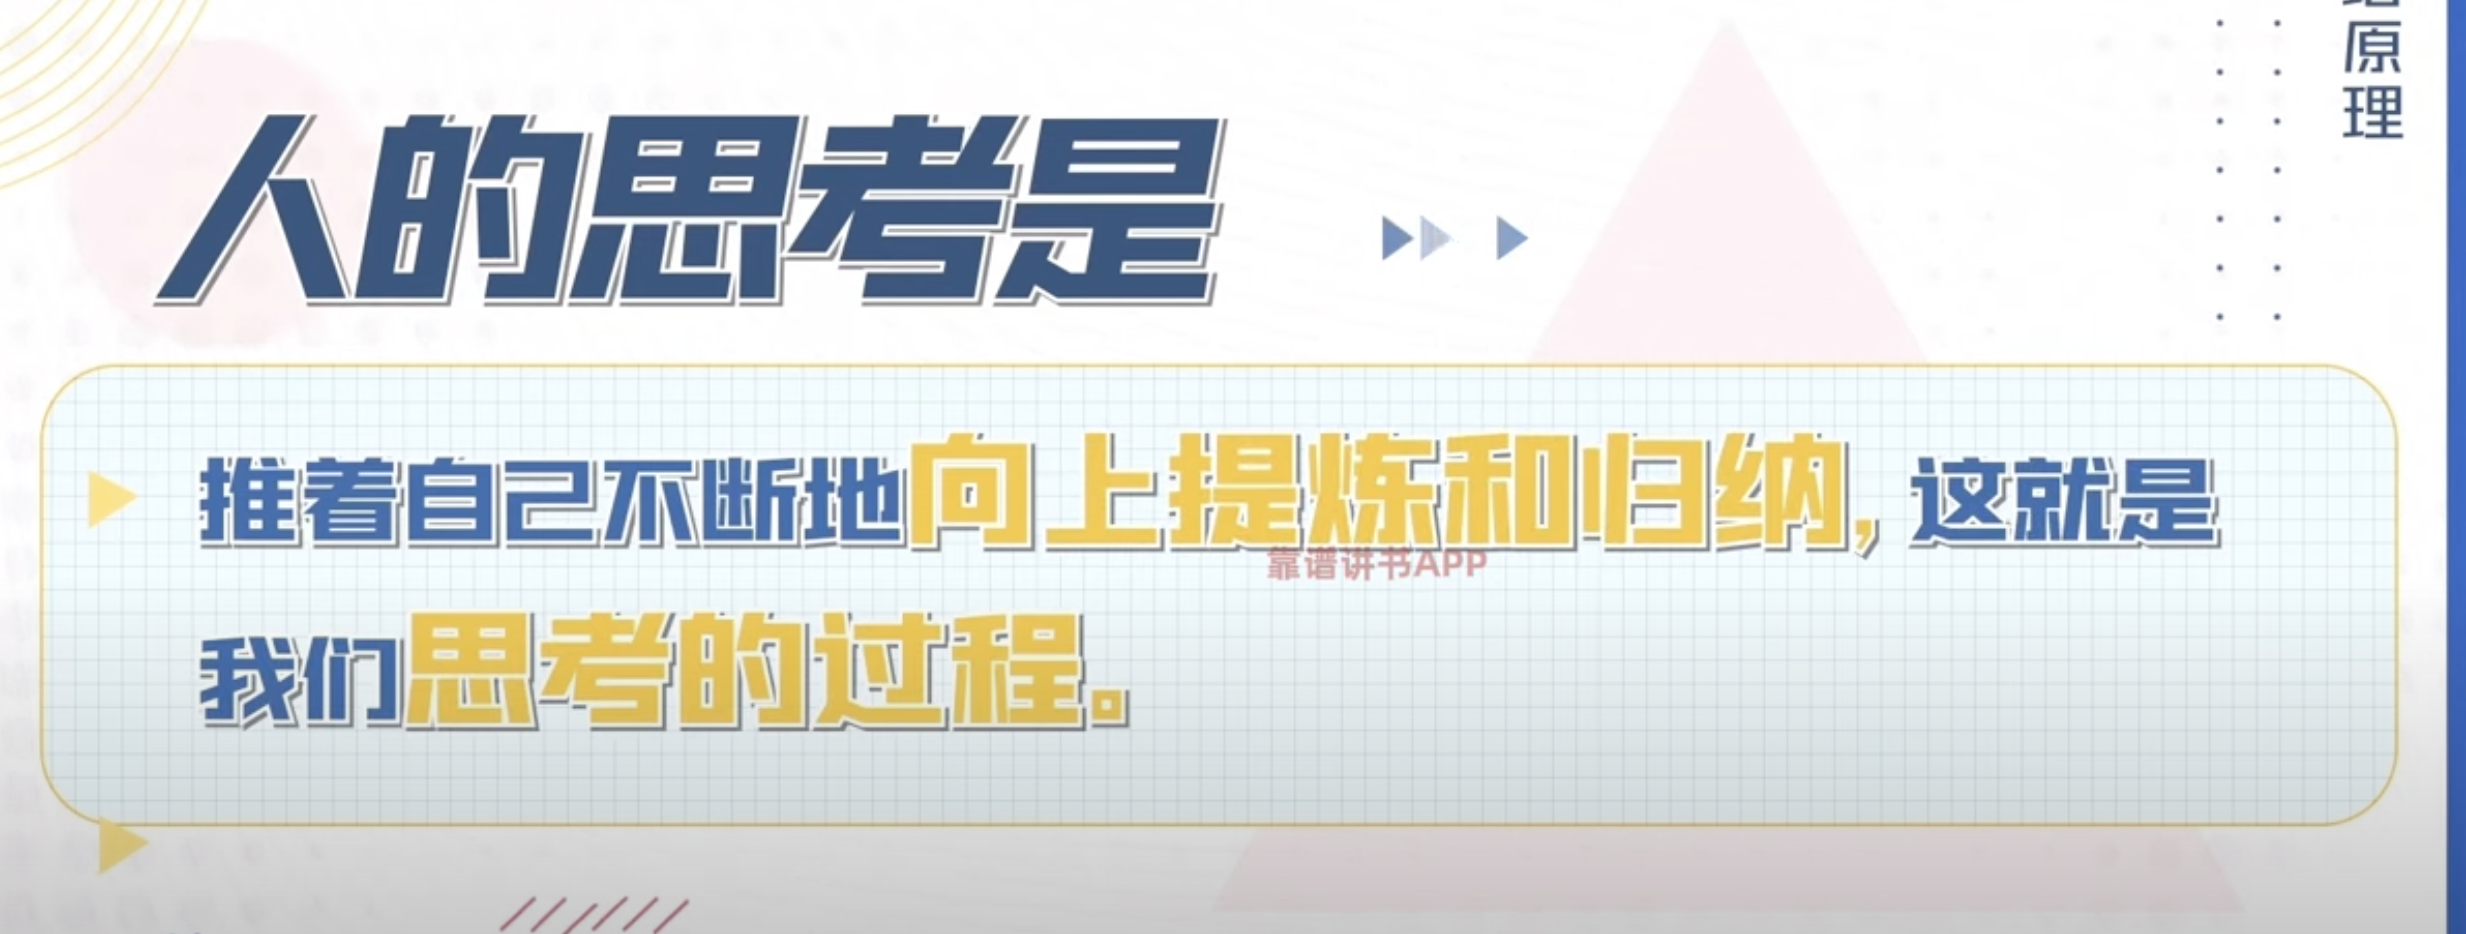 原理
人的思考是
推着自己不断地向上提炼和归纳，这就是
靠谱讲书APP
我们思考的过程。